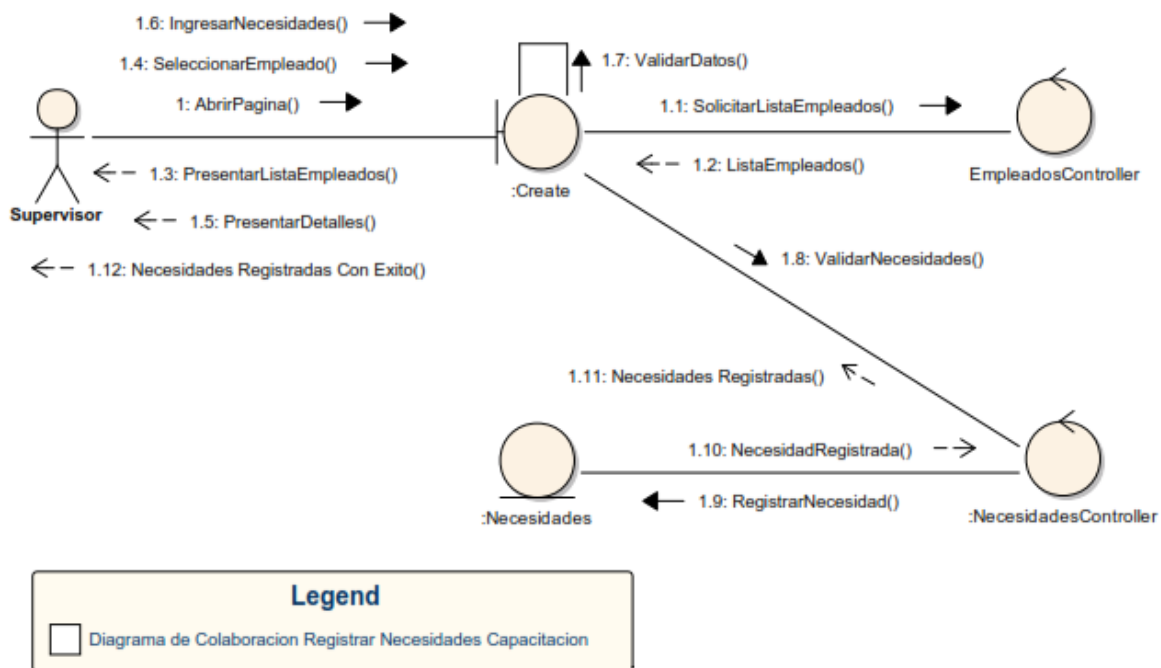 1.6: IngresarNecesidades()
1.4: SeleccionarEmpleado()
1.7: ValidarDatos()
1: AbrirPagina()
1.1: SolicitarListaEmpleados()
1.3: PresentarListaEmpleados()
1.2: ListaEmpleados()
EmpleadosController
:Create
Supervisor
1.5: PresentarDetalles()
1.12: Necesidades Registradas Con Exito()
1.8: ValidarNecesidades()
1.11: Necesidades Registradas()
1.10: NecesidadRegistrada()
1.9: RegistrarNecesidad()
:Necesidades
:NecesidadesController
Legend
Diagrama de Colaboracion Registrar Necesidades Capacitacion